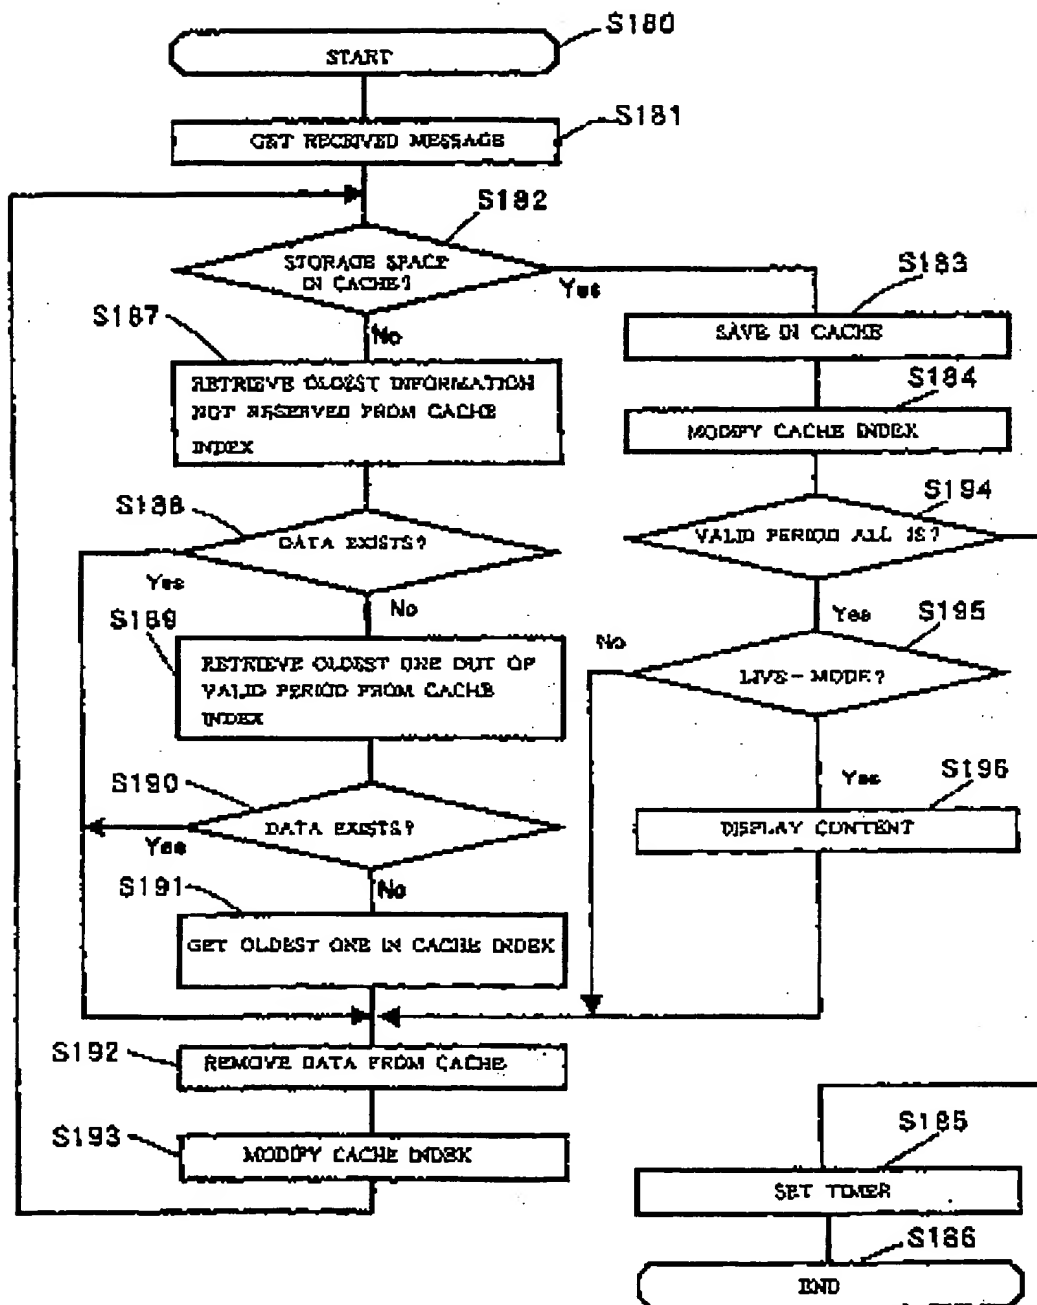 START
S180
GET RECEIVED MESSAGE
S181
S182
STORAGE SPACE
IN CACHE?
Yes
No
S183
SAVE IN CACHE
S184
MODIFY CACHE INDEX
S187
RETRIEVE OLDEST INFORMATION
NOT RESERVED FROM CACHE
INDEX
S188
DATA EXISTS?
Yes
No
S194
VALID PERIOD ALL IS?
Yes
S195
No
LIVE-MODE?
Yes
S189
RETRIEVE OLDEST ONE OUT OF
VALID PERIOD FROM CACHE
INDEX
S190
DATA EXISTS?
Yes
No
S196
DISPLAY CONTENT
S191
GET OLDEST ONE IN CACHE INDEX
S192
REMOVE DATA FROM CACHE
S193
MODIFY CACHE INDEX
S185
SET TIMER
S186
END